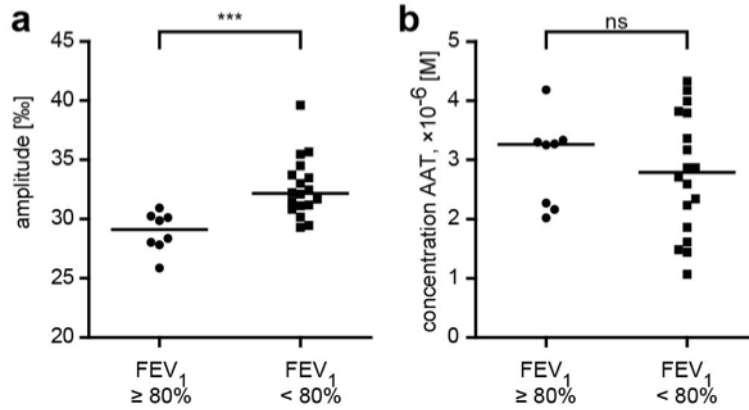 a
***
amplitude [‰]
45
40
35
30
25
20
FEV₁
≥ 80%
FEV₁
< 80%
b
ns
concentration AAT, ×10⁻⁶ [M]
5
4
3
2
1
0
FEV₁
≥ 80%
FEV₁
< 80%